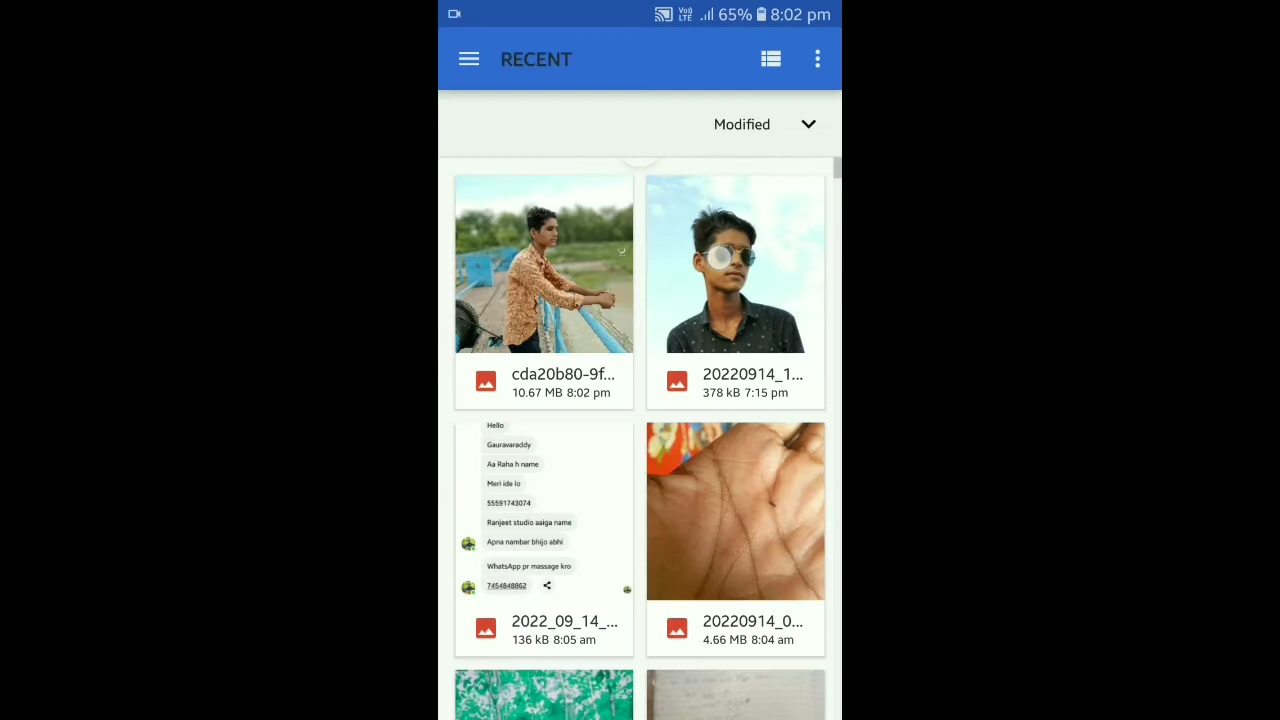 65% 8:02 pm
RECENT
Modified
cda20b80-9f...
10.67 MB 8:02 pm
20220914_1...
378 kB 7:15 pm
Hello
Gauravaraddy
Aa Raha h name
Meri ide lo
55591743074
Ranjeet studio aaiga name
Apna nambar bhijo abhi
WhatsApp pr massage kro
7454848862
2022_09_14_...
136 kB 8:05 am
20220914_0...
4.66 MB 8:04 am